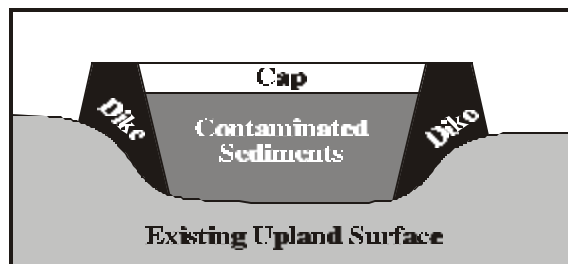 Cap
Dike
Contaminated
Sediments
Dike
Existing Upland Surface